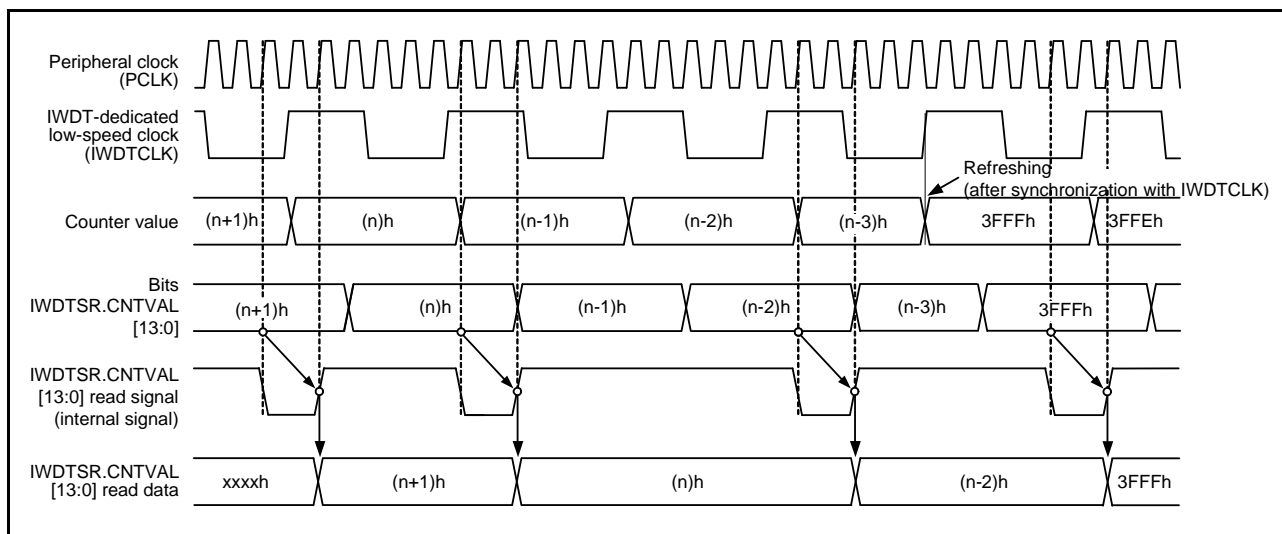 Peripheral clock
(PCLK)
IWDT-dedicated
low-speed clock
(IWDTCLK)
Refreshing
(after synchronization with IWDTCLK)
Counter value
(n+1)h
(n)h
(n-1)h
(n-2)h
(n-3)h
3FFFh
3FFEh
Bits
IWDTSR.CNTVAL
[13:0]
(n+1)h
(n)h
(n-1)h
(n-2)h
(n-3)h
3FFFh
IWDTSR.CNTVAL
[13:0] read signal
(internal signal)
IWDTSR.CNTVAL
[13:0] read data
xxxxh
(n+1)h
(n)h
(n-2)h
3FFFh